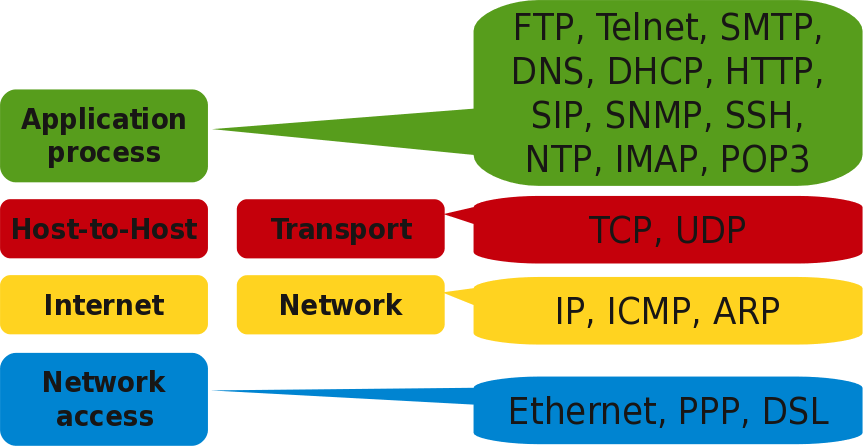 Application
process
FTP, Telnet, SMTP,
DNS, DHCP, HTTP,
SIP, SNMP, SSH,
NTP, IMAP, POP3
Host-to-Host
Transport
TCP, UDP
Internet
Network
IP, ICMP, ARP
Network
access
Ethernet, PPP, DSL